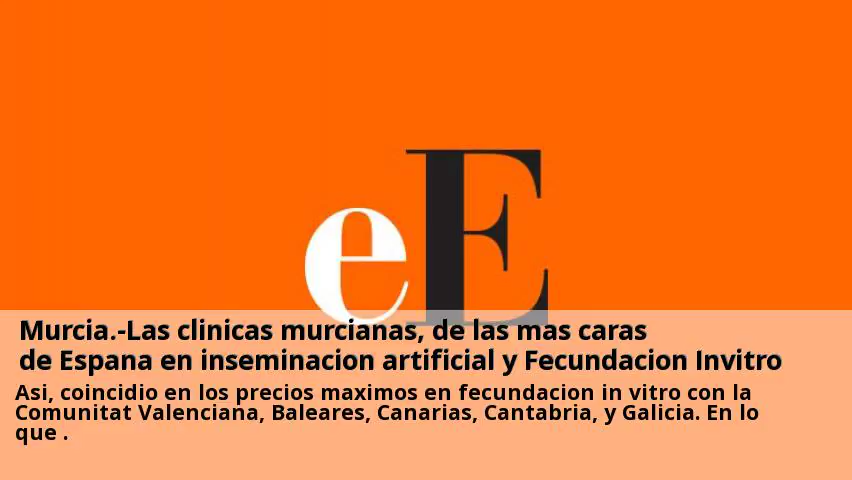 eE
Murcia.-Las clinicas murcianas, de las mas caras
de Espana en inseminacion artificial y Fecundacion Invitro
Asi, coincidio en los precios maximos en fecundacion in vitro con la
Comunitat Valenciana, Baleares, Canarias, Cantabria, y Galicia. En lo
que .